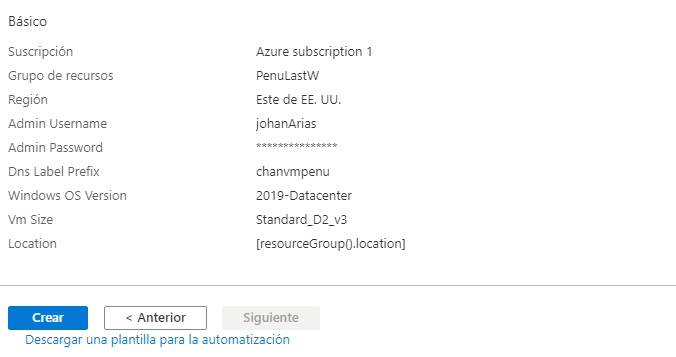 Básico
Suscripción Azure subscription 1
Grupo de recursos PenuLastW
Región Este de EE. UU.
Admin Username johanArias
Admin Password ***************
Dns Label Prefix chanvmpenu
Windows OS Version 2019-Datacenter
Vm Size Standard_D2_v3
Location [resourceGroup().location]
Crear < Anterior Siguiente
Descargar una plantilla para la automatización